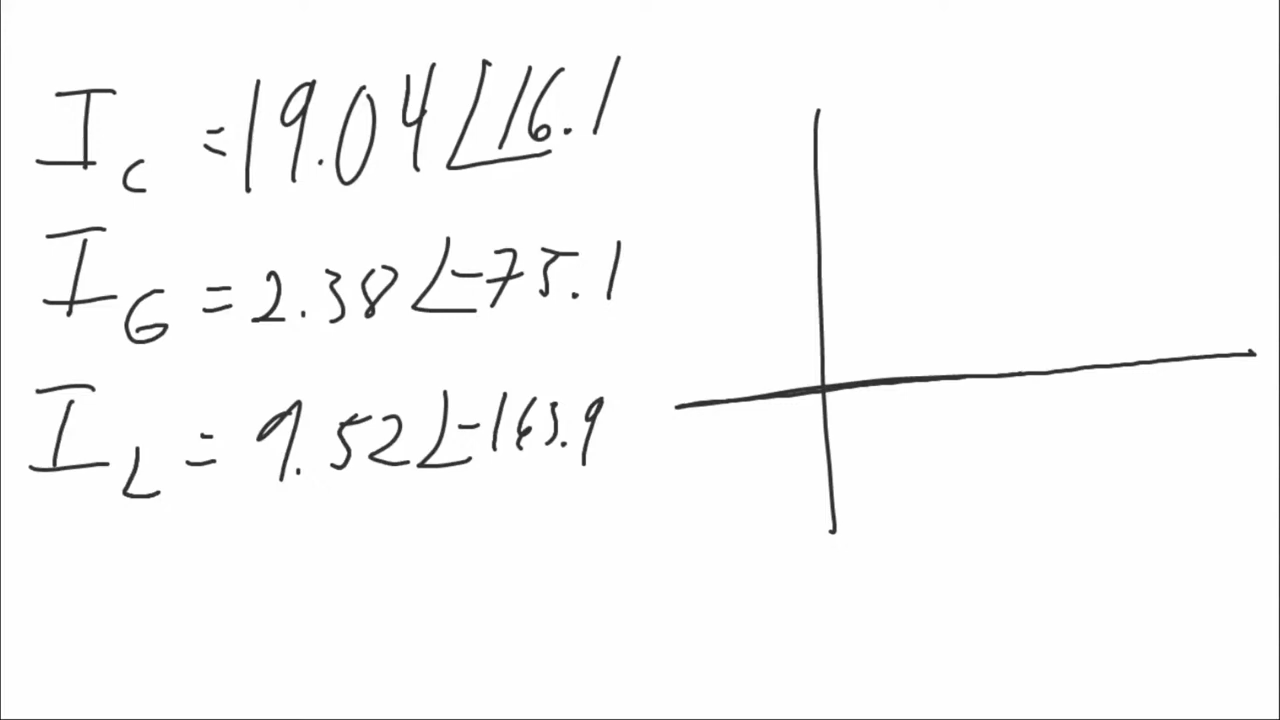 I_C = 19.04∠16.1
I_G = 2.38∠-75.1
I_L = 9.52∠-163.9